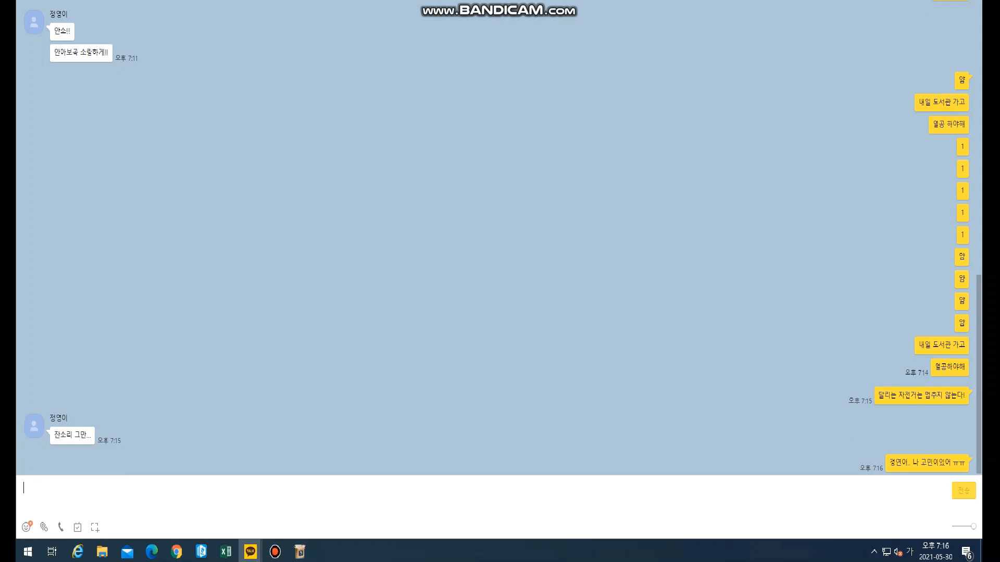 www.BANDICAM.com
정영이
안소!!
안아보곡 소랑하게!! 오후 7:11
얌
내일 도서관 가고
열공 해야해
1
1
1
1
1
얌
얌
얌
얌
내일 도서관 가고
오후 7:14 열공해야해
오후 7:15 달리는 자전거는 멈추지 않는다!
정영이
잔소리 그만... 오후 7:15
오후 7:16 정연아.. 나 고민이있어 ㅠㅠ
전송
TALK
가
오후 7:16
2021-05-30
6